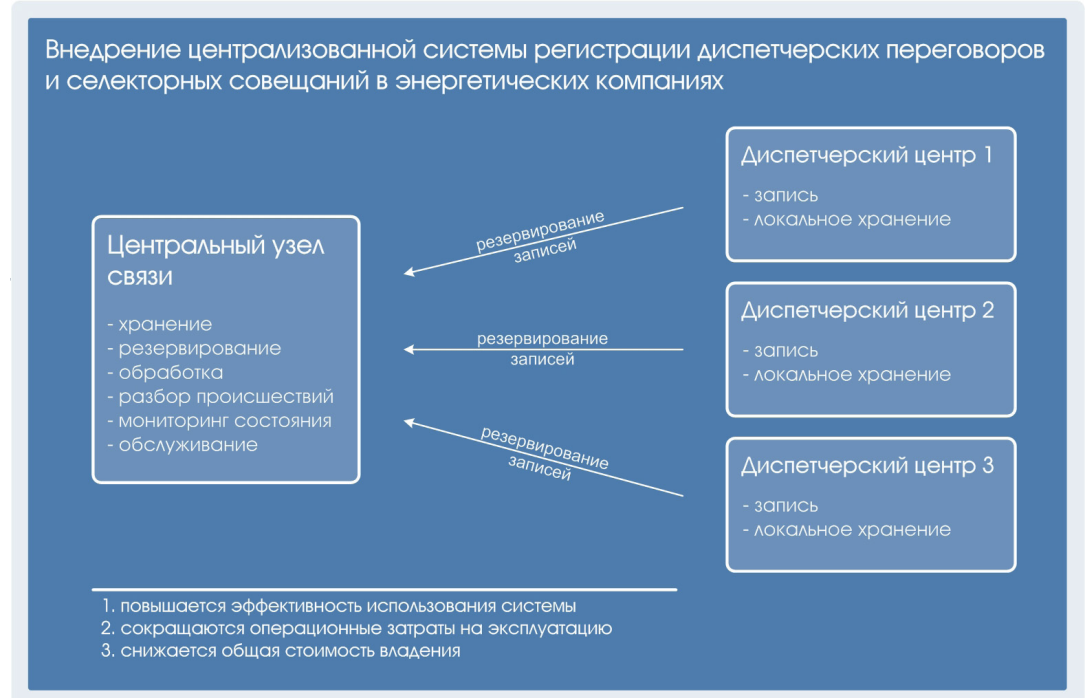 Внедрение централизованной системы регистрации диспетчерских переговоров
и селекторных совещаний в энергетических компаниях
Центральный узел
связи
- хранение
- резервирование
- обработка
- разбор происшествий
- мониторинг состояния
- обслуживание
резервирование
записей
резервирование
записей
резервирование
записей
Диспетчерский центр 1
- запись
- локальное хранение
Диспетчерский центр 2
- запись
- локальное хранение
Диспетчерский центр 3
- запись
- локальное хранение
1. повышается эффективность использования системы
2. сокращаются операционные затраты на эксплуатацию
3. снижается общая стоимость владения